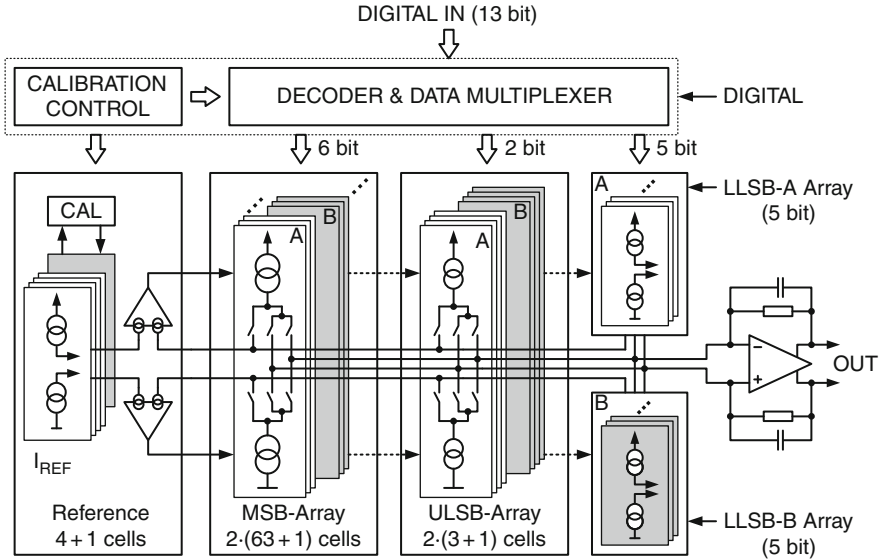 DIGITAL IN (13 bit)
CALIBRATION
CONTROL
DECODER & DATA MULTIPLEXER
DIGITAL
6 bit
2 bit
5 bit
CAL
B
A
B
A
A
LLSB-A Array
(5 bit)
−
+
OUT
B
I_REF
Reference
4 + 1 cells
MSB-Array
2·(63 + 1) cells
ULSB-Array
2·(3 + 1) cells
LLSB-B Array
(5 bit)